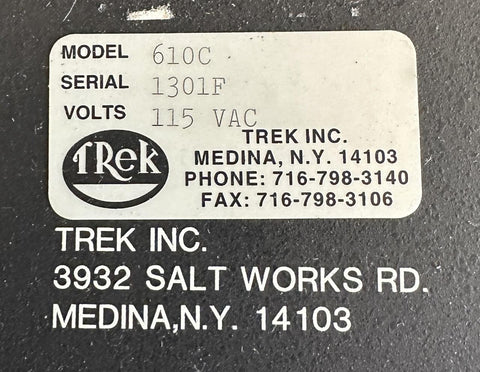 MODEL 610C
SERIAL 1301F
VOLTS 115 VAC
TRek
TREK INC.
MEDINA, N.Y. 14103
PHONE: 716-798-3140
FAX: 716-798-3106
TREK INC.
3932 SALT WORKS RD.
MEDINA,N.Y. 14103